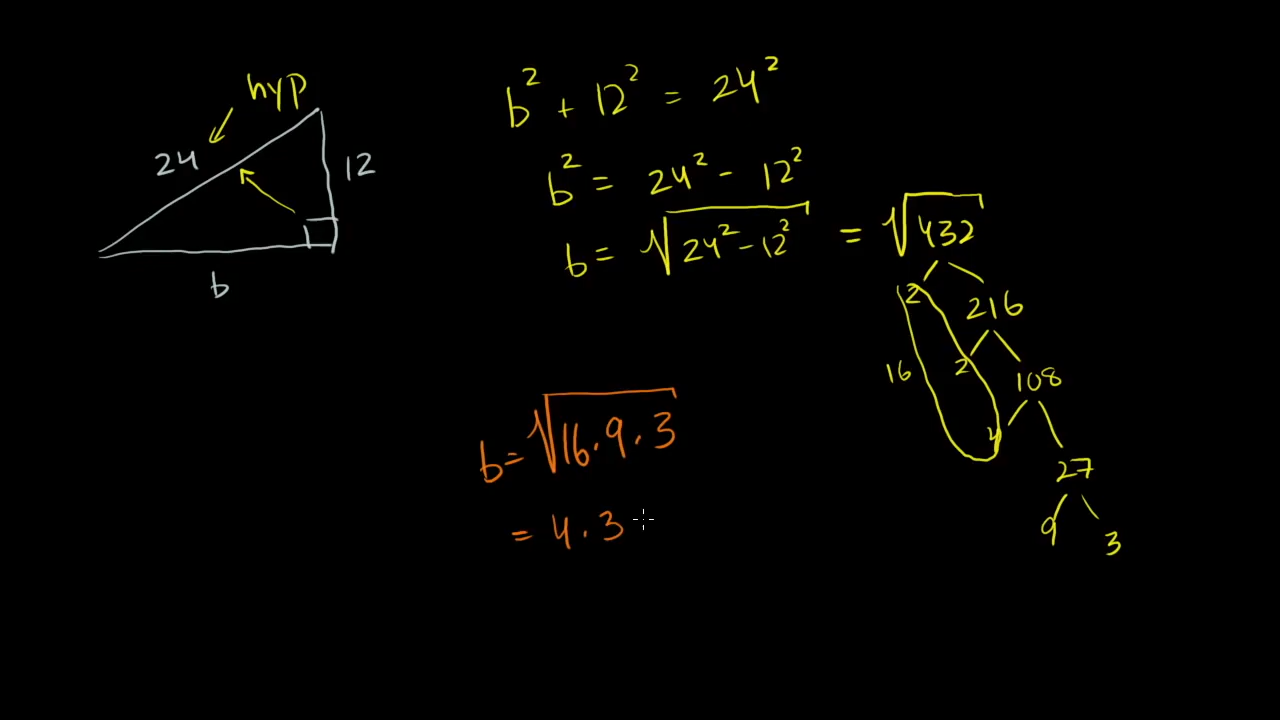 hyp
24
12
b
b² + 12² = 24²
b² = 24² - 12²
b = √(24² - 12²) = √432
2 216
16 2 108
4 27
9 3
b = √(16 · 9 · 3)
= 4 · 3